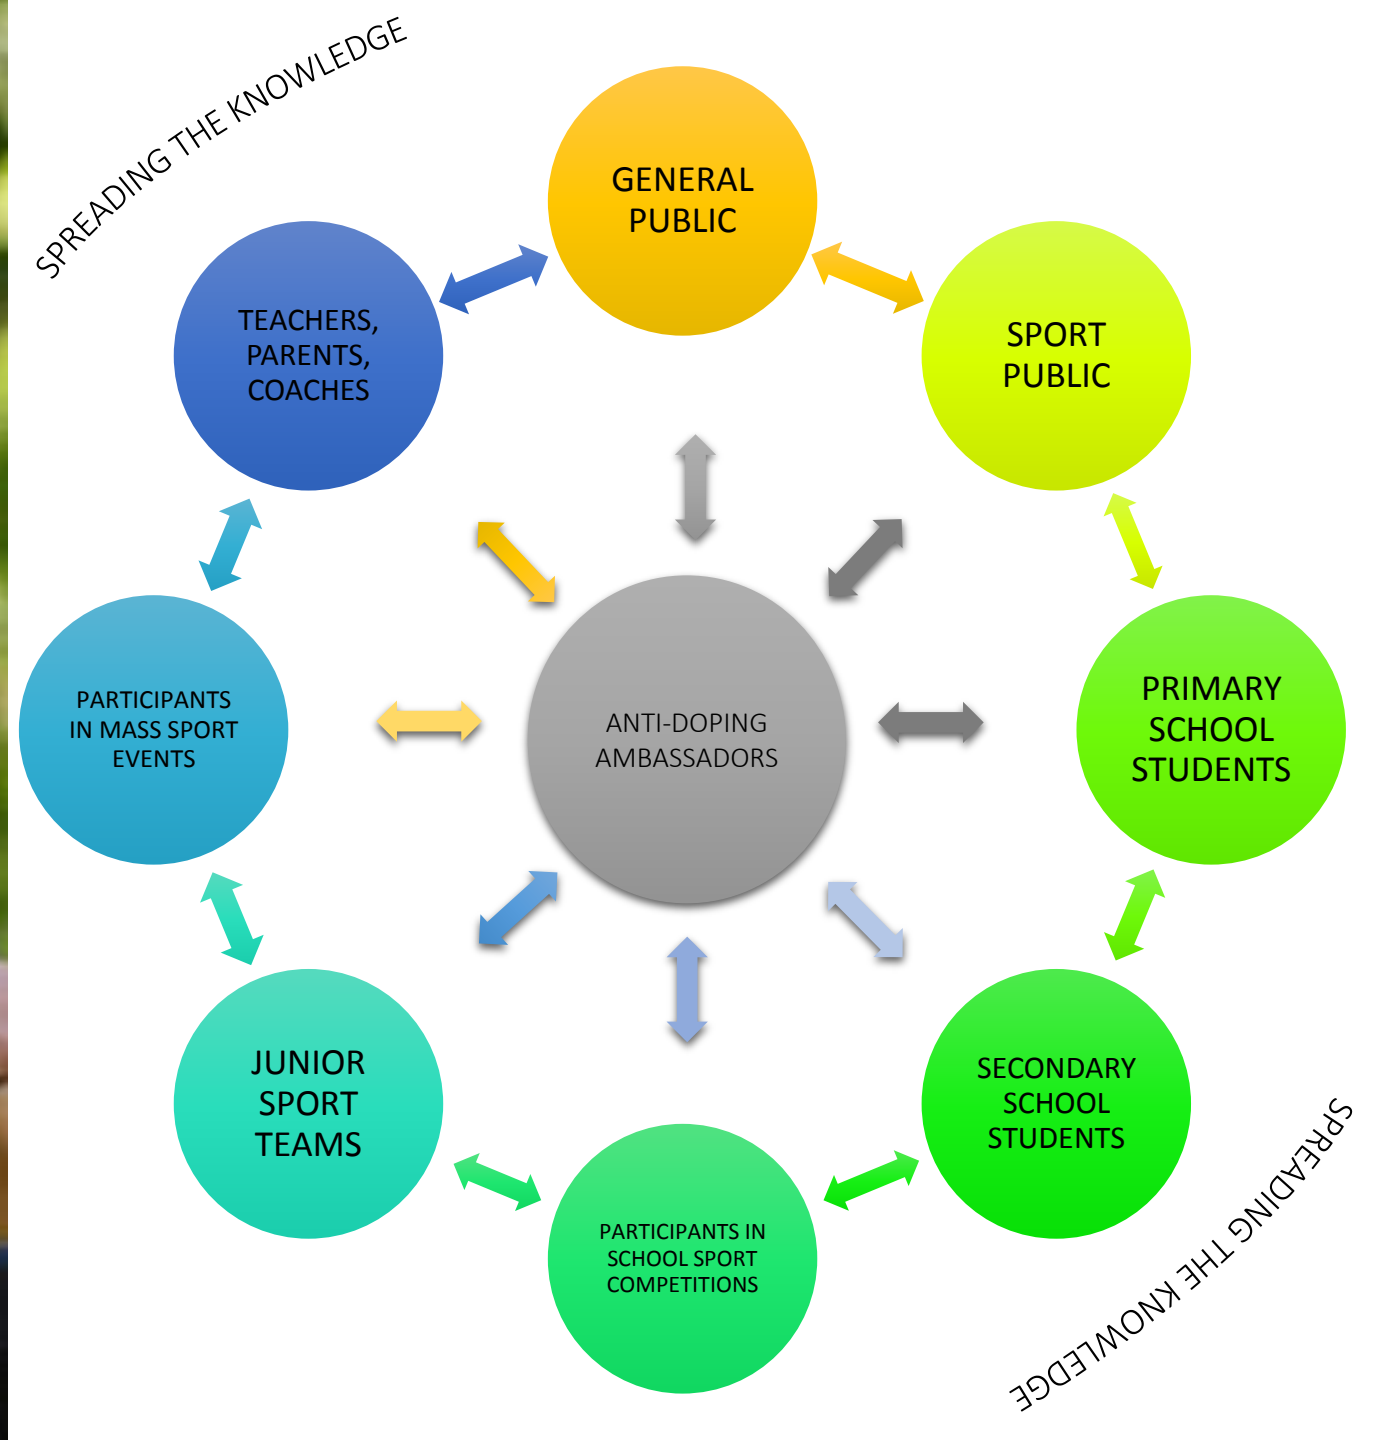 SPREADING THE KNOWLEDGE
GENERAL
PUBLIC
TEACHERS,
PARENTS,
COACHES
SPORT
PUBLIC
PARTICIPANTS
IN MASS SPORT
EVENTS
ANTI-DOPING
AMBASSADORS
PRIMARY
SCHOOL
STUDENTS
JUNIOR
SPORT
TEAMS
SECONDARY
SCHOOL
STUDENTS
PARTICIPANTS IN
SCHOOL SPORT
COMPETITIONS
SPREADING THE KNOWLEDGE